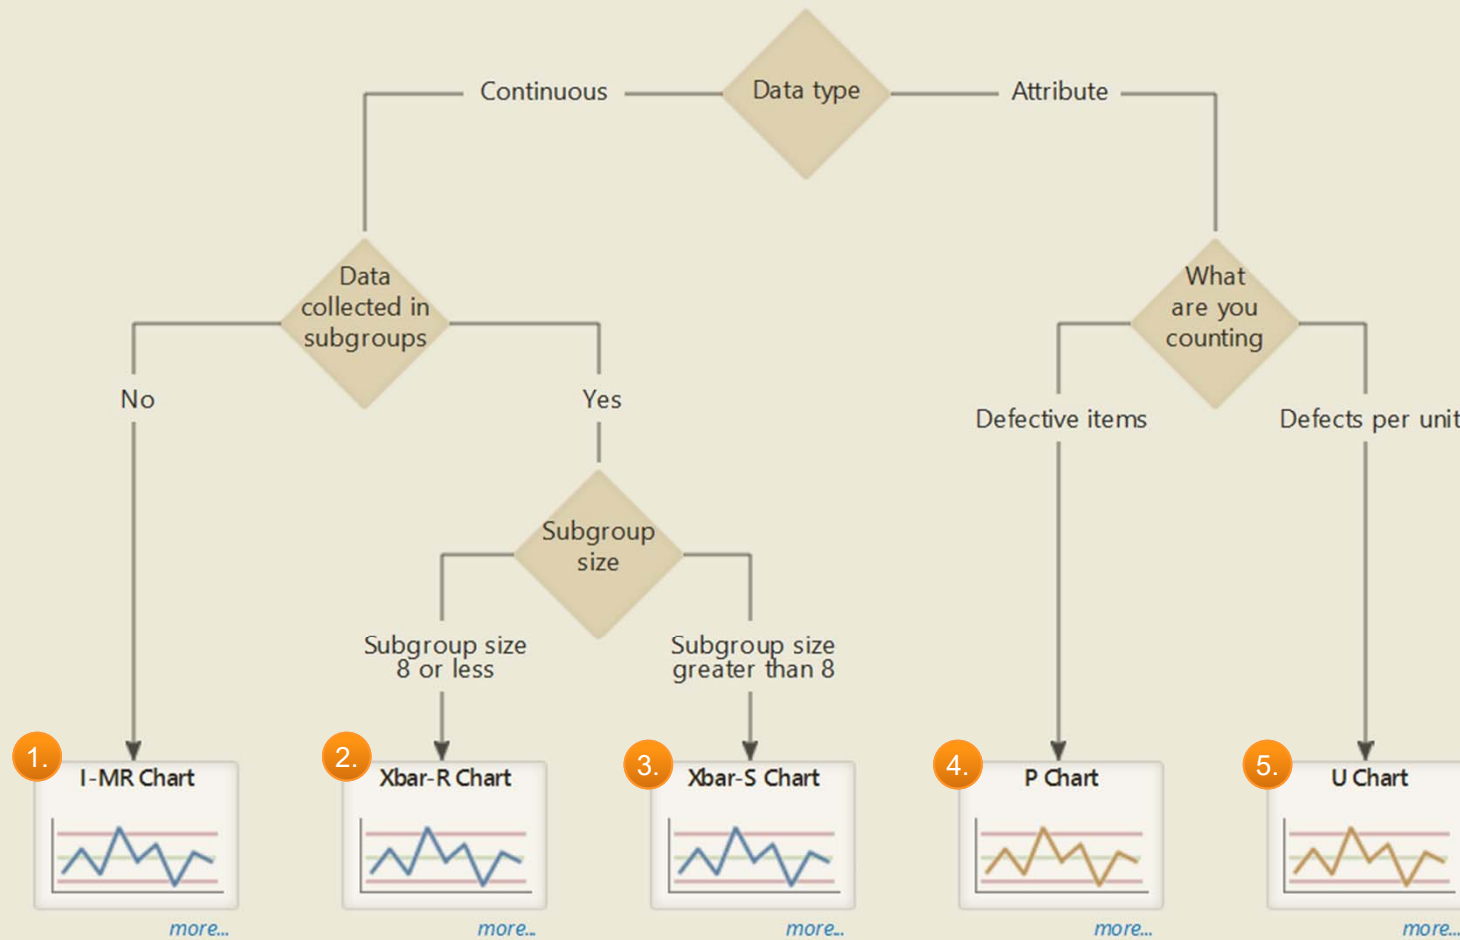 Data type
Continuous
Attribute
Data
collected in
subgroups
What
are you
counting
No
Yes
Defective items
Defects per unit
Subgroup
size
Subgroup size
8 or less
Subgroup size
greater than 8
1.
I-MR Chart
2.
Xbar-R Chart
3.
Xbar-S Chart
4.
P Chart
5.
U Chart
more...
more...
more...
more...
more...